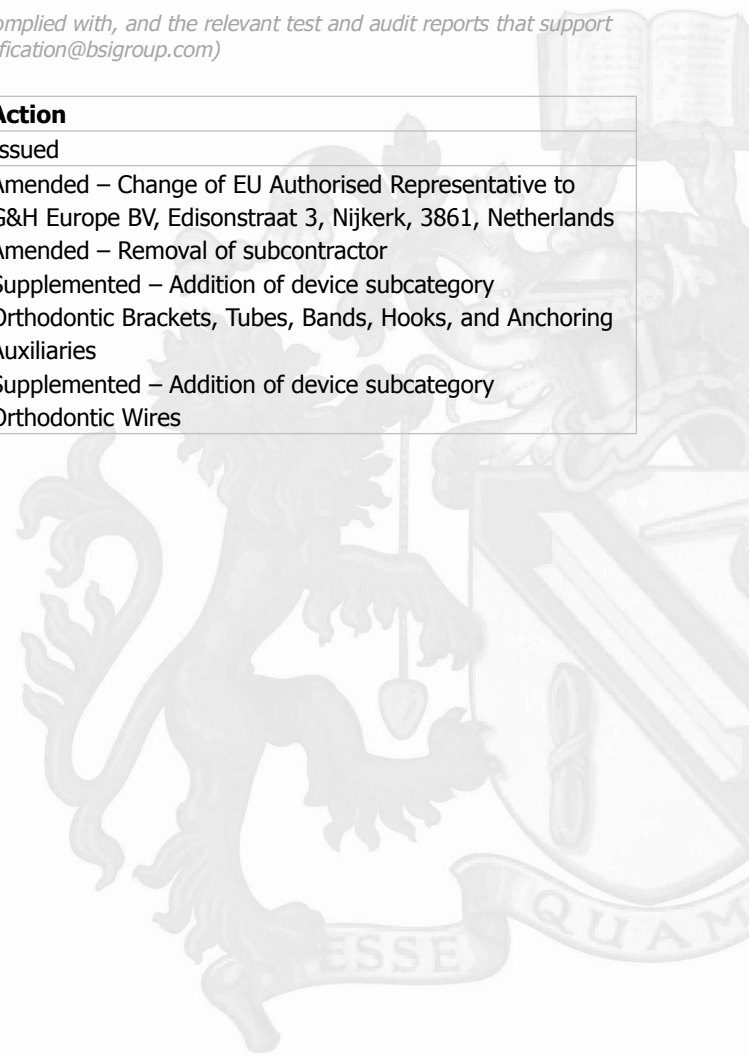 omplied with, and the relevant test and audit reports that support
fication@bsigroup.com)
Action
Issued
Amended – Change of EU Authorised Representative to
G&H Europe BV, Edisonstraat 3, Nijkerk, 3861, Netherlands
Amended – Removal of subcontractor
Supplemented – Addition of device subcategory
Orthodontic Brackets, Tubes, Bands, Hooks, and Anchoring
Auxiliaries
Supplemented – Addition of device subcategory
Orthodontic Wires
ESSE QUAM